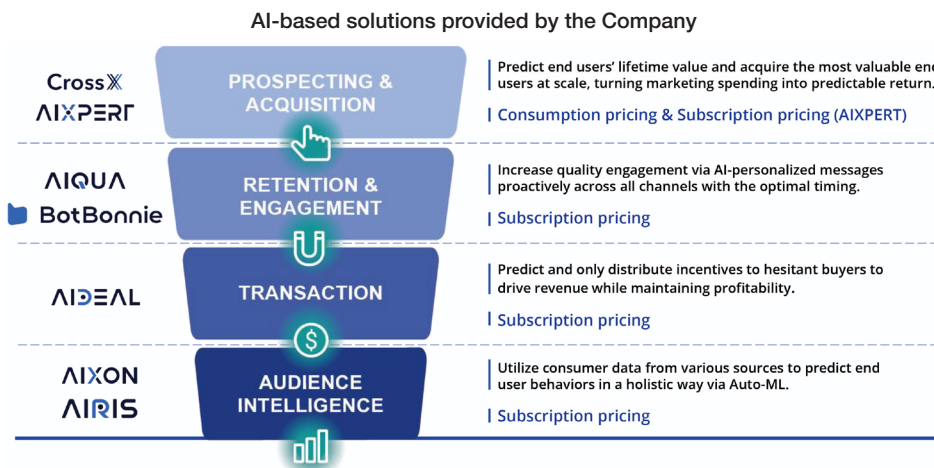 AI-based solutions provided by the Company
CrossX
AIXPERT
PROSPECTING &
ACQUISITION
Predict end users' lifetime value and acquire the most valuable end
users at scale, turning marketing spending into predictable return.
Consumption pricing & Subscription pricing (AIXPERT)
AIQUA
BotBonnie
RETENTION &
ENGAGEMENT
Increase quality engagement via AI-personalized messages
proactively across all channels with the optimal timing.
Subscription pricing
AIDEAL
TRANSACTION
$
Predict and only distribute incentives to hesitant buyers to
drive revenue while maintaining profitability.
Subscription pricing
AIXON
AIRIS
AUDIENCE
INTELLIGENCE
Utilize consumer data from various sources to predict end
user behaviors in a holistic way via Auto-ML.
Subscription pricing